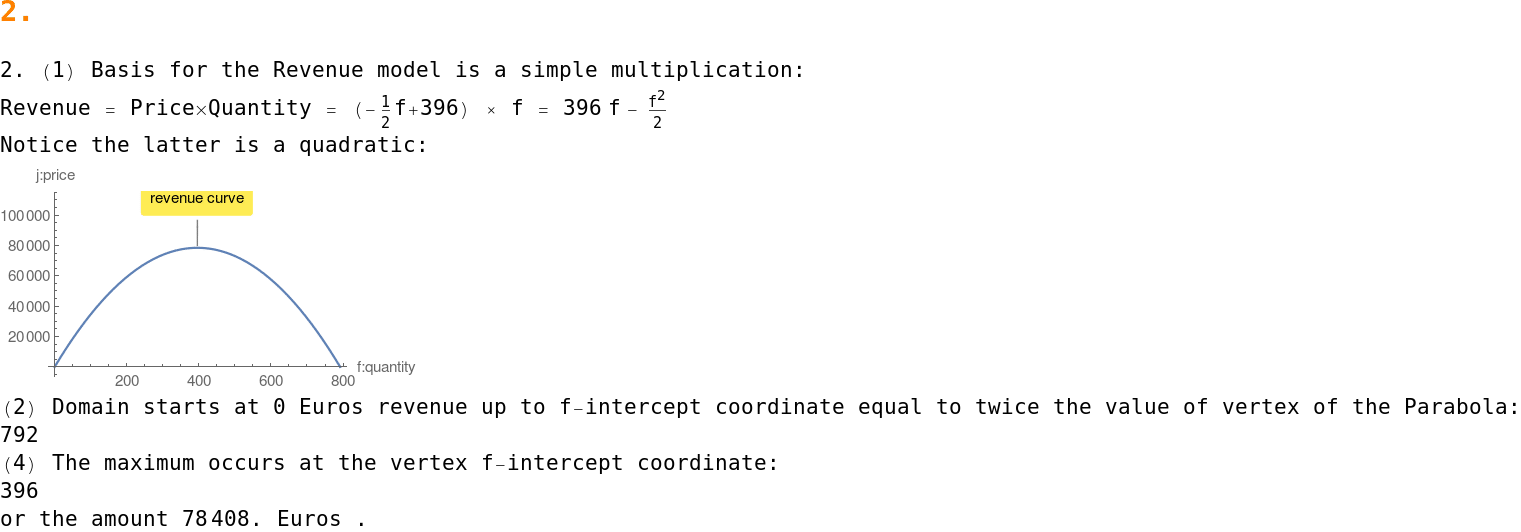 2.
2. (1) Basis for the Revenue model is a simple multiplication:
Revenue = Price×Quantity = (-1/2 f+396) × f = 396 f - f²/2
Notice the latter is a quadratic:
j:price
revenue curve
100 000
80 000
60 000
40 000
20 000
f:quantity
200 400 600 800
(2) Domain starts at 0 Euros revenue up to f-intercept coordinate equal to twice the value of vertex of the Parabola:
792
(4) The maximum occurs at the vertex f-intercept coordinate:
396
or the amount 78 408. Euros .